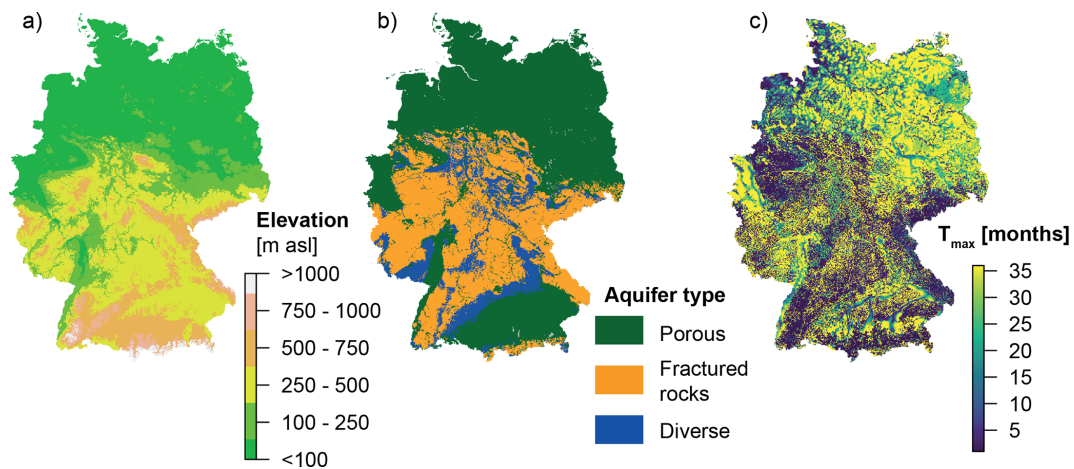 a)
Elevation
[m asl]
>1000
750 - 1000
500 - 750
250 - 500
100 - 250
<100
b)
Aquifer type
Porous
Fractured
rocks
Diverse
c)
T_max [months]
35
30
25
20
15
10
5